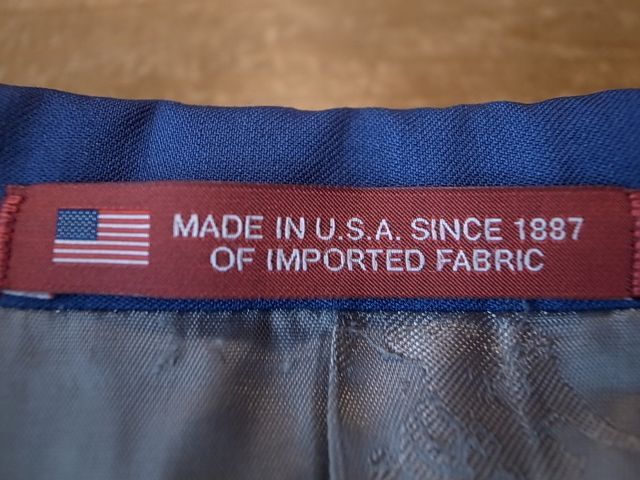 MADE IN U.S.A. SINCE 1887
OF IMPORTED FABRIC